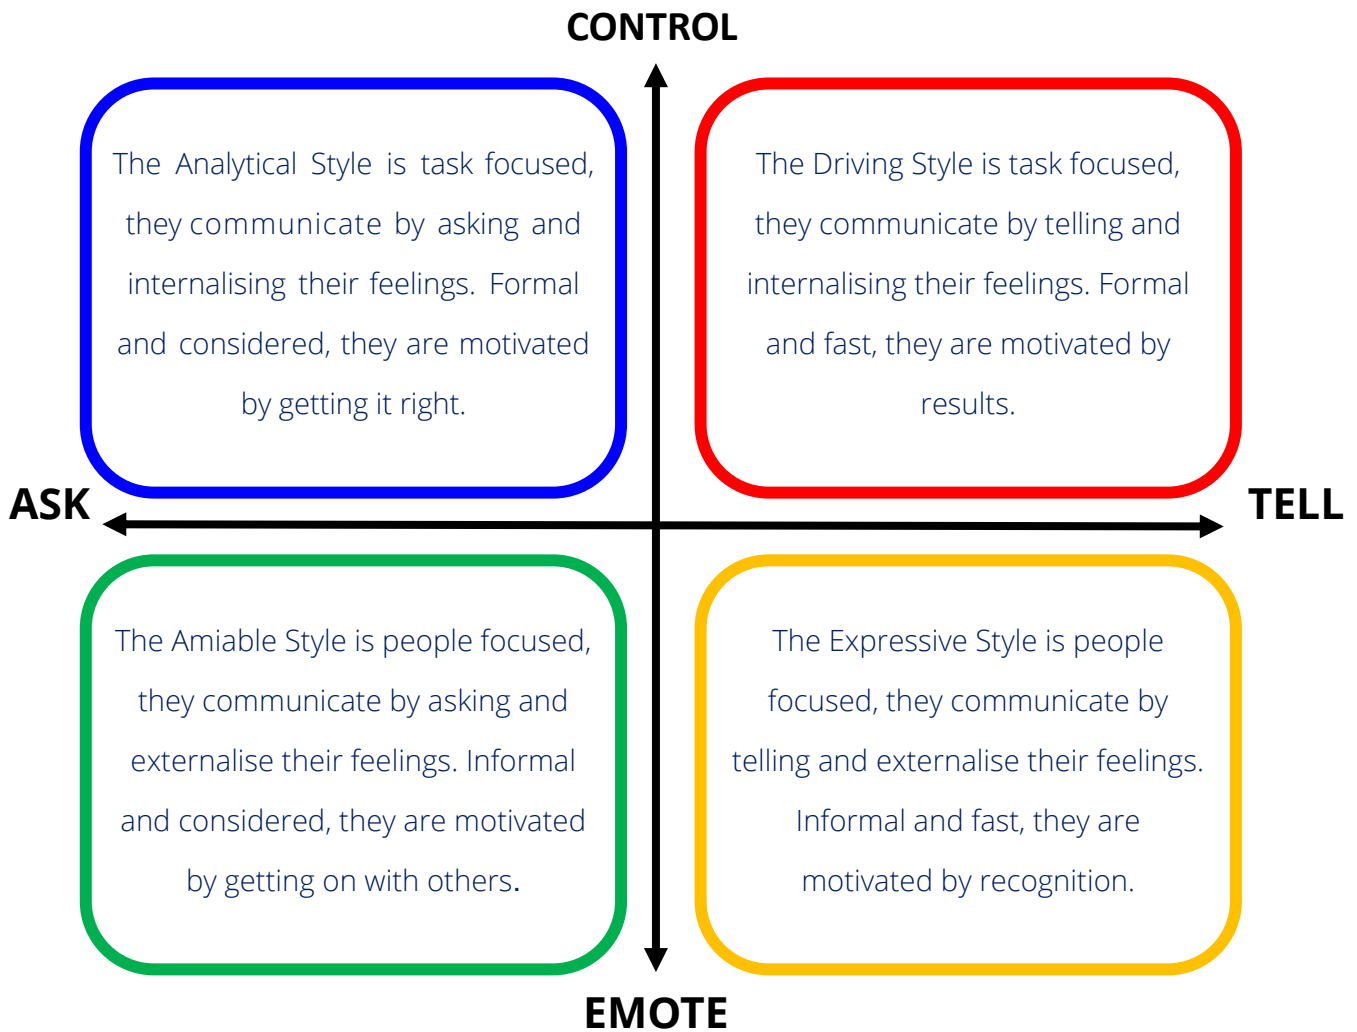 CONTROL
The Analytical Style is task focused,
they communicate by asking and
internalising their feelings. Formal
and considered, they are motivated
by getting it right.
The Driving Style is task focused,
they communicate by telling and
internalising their feelings. Formal
and fast, they are motivated by
results.
ASK
TELL
The Amiable Style is people focused,
they communicate by asking and
externalise their feelings. Informal
and considered, they are motivated
by getting on with others.
The Expressive Style is people
focused, they communicate by
telling and externalise their feelings.
Informal and fast, they are
motivated by recognition.
EMOTE